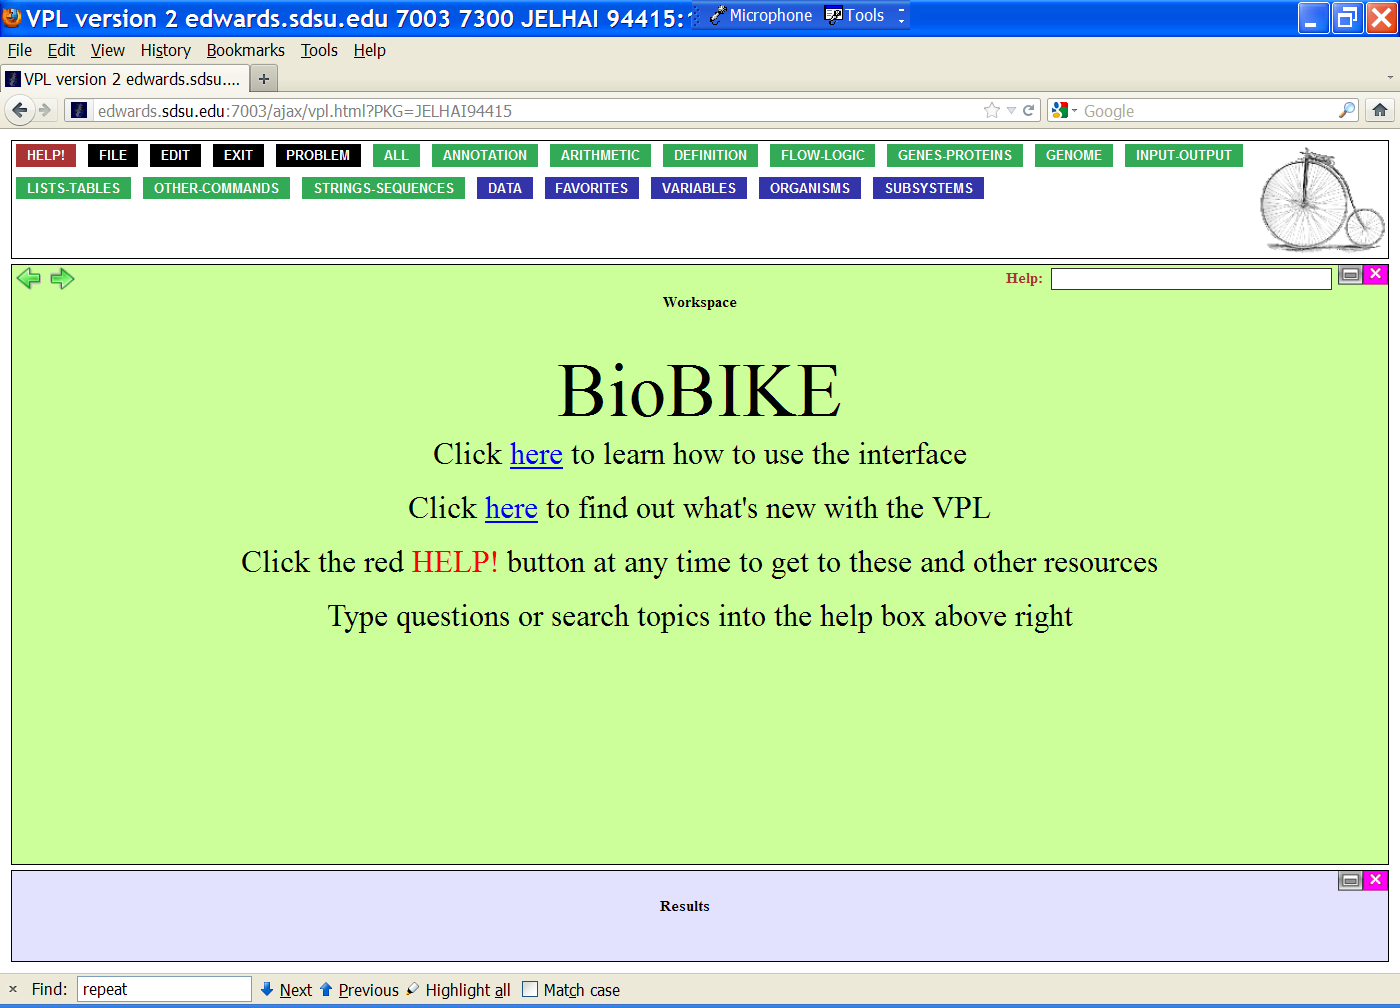 VPL version 2 edwards.sdsu.edu 7003 7300 JELHAI 94415:
Microphone Tools
File Edit View History Bookmarks Tools Help
VPL version 2 edwards.sdsu....
edwards.sdsu.edu:7003/ajax/vpl.html?PKG=JELHAI94415
Google
HELP! FILE EDIT EXIT PROBLEM ALL ANNOTATION ARITHMETIC DEFINITION FLOW-LOGIC GENES-PROTEINS GENOME INPUT-OUTPUT
LISTS-TABLES OTHER-COMMANDS STRINGS-SEQUENCES DATA FAVORITES VARIABLES ORGANISMS SUBSYSTEMS
Help:
Workspace
BioBIKE
Click here to learn how to use the interface
Click here to find out what's new with the VPL
Click the red HELP! button at any time to get to these and other resources
Type questions or search topics into the help box above right
Results
Find: repeat Next Previous Highlight all Match case